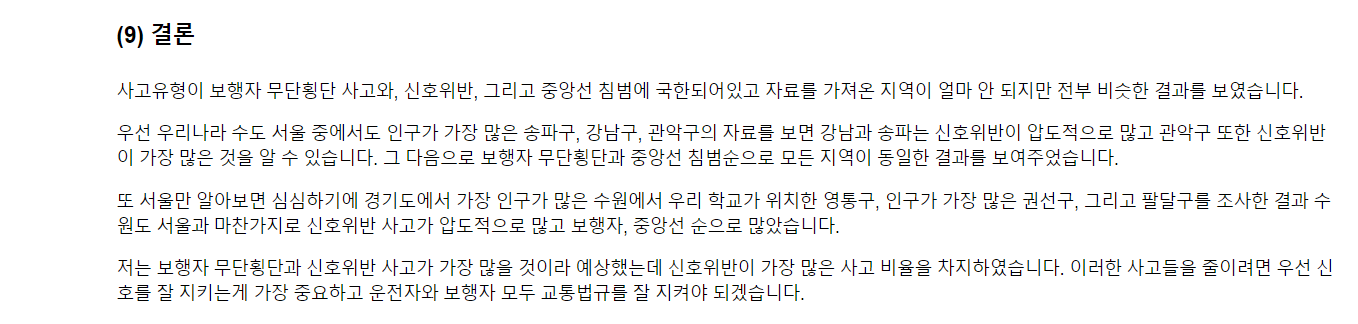 (9) 결론
사고유형이 보행자 무단횡단 사고와, 신호위반, 그리고 중앙선 침범에 국한되어있고 자료를 가져온 지역이 얼마 안 되지만 전부 비슷한 결과를 보였습니다.
우선 우리나라 수도 서울 중에서도 인구가 가장 많은 송파구, 강남구, 관악구의 자료를 보면 강남과 송파는 신호위반이 압도적으로 많고 관악구 또한 신호위반
이 가장 많은 것을 알 수 있습니다. 그 다음으로 보행자 무단횡단과 중앙선 침범순으로 모든 지역이 동일한 결과를 보여주었습니다.
또 서울만 알아보면 심심하기에 경기도에서 가장 인구가 많은 수원에서 우리 학교가 위치한 영통구, 인구가 가장 많은 권선구, 그리고 팔달구를 조사한 결과 수
원도 서울과 마찬가지로 신호위반 사고가 압도적으로 많고 보행자, 중앙선 순으로 많았습니다.
저는 보행자 무단횡단과 신호위반 사고가 가장 많을 것이라 예상했는데 신호위반이 가장 많은 사고 비율을 차지하였습니다. 이러한 사고들을 줄이려면 우선 신
호를 잘 지키는게 가장 중요하고 운전자와 보행자 모두 교통법규를 잘 지켜야 되겠습니다.